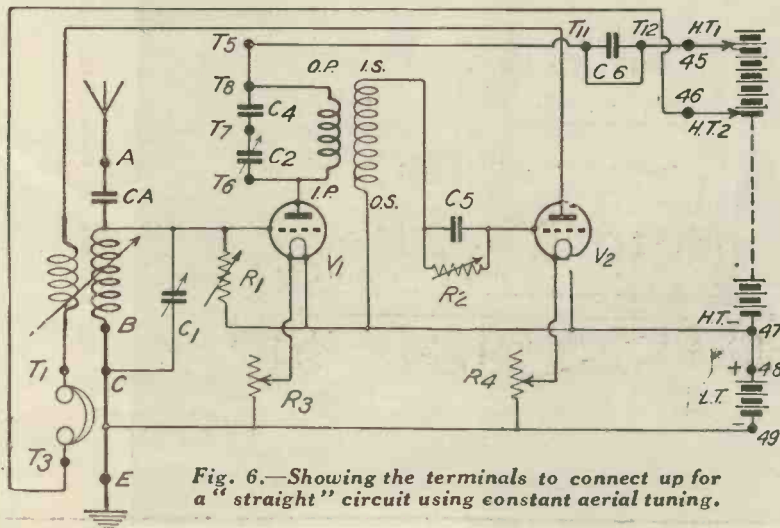 T5 T11 T12 H.T1
O.P. I.S. 45
T8 C6 46
C4 H.T.2
A T7
C2
CA T6
I.P. O.S. C5
V1 V2
R1 R2
B C1 H.T.- 47
T1 C + 48
R3 R4 L.T.
T3 - 49
E
Fig. 6.—Showing the terminals to connect up for
a "straight" circuit using constant aerial tuning.